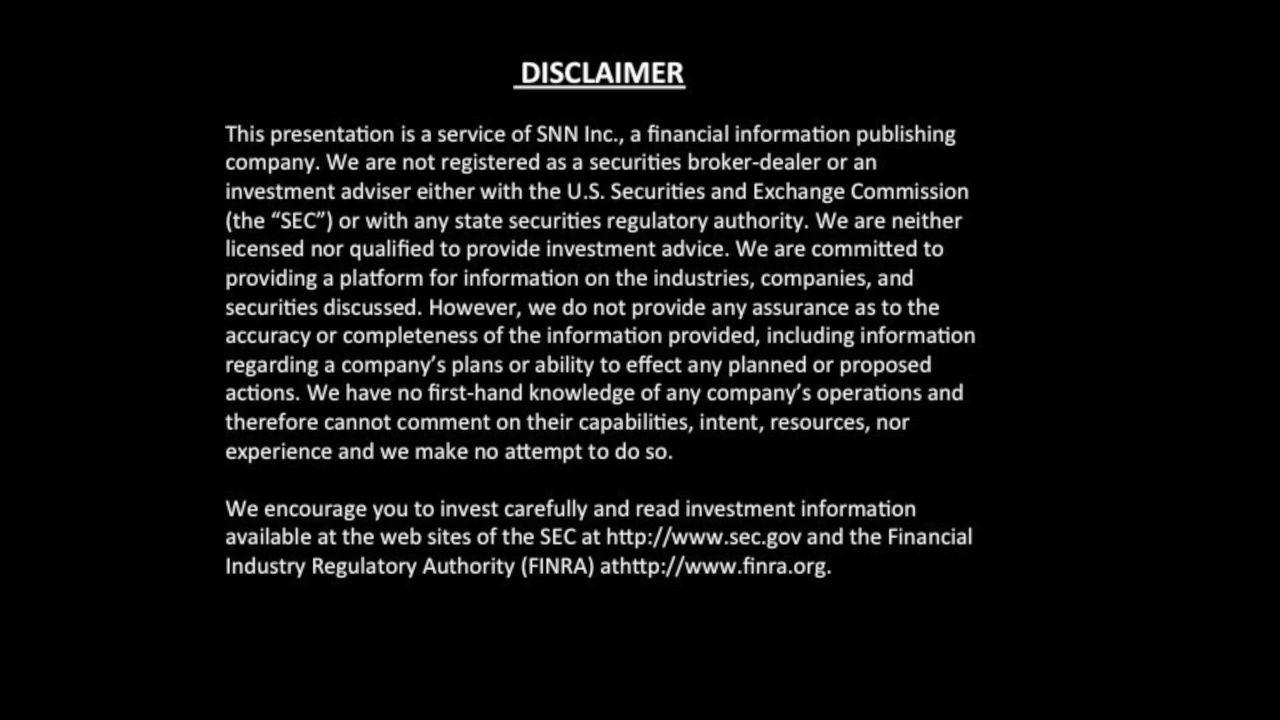 DISCLAIMER
This presentation is a service of SNN Inc., a financial information publishing
company. We are not registered as a securities broker-dealer or an
investment adviser either with the U.S. Securities and Exchange Commission
(the “SEC”) or with any state securities regulatory authority. We are neither
licensed nor qualified to provide investment advice. We are committed to
providing a platform for information on the industries, companies, and
securities discussed. However, we do not provide any assurance as to the
accuracy or completeness of the information provided, including information
regarding a company’s plans or ability to effect any planned or proposed
actions. We have no first-hand knowledge of any company’s operations and
therefore cannot comment on their capabilities, intent, resources, nor
experience and we make no attempt to do so.
We encourage you to invest carefully and read investment information
available at the web sites of the SEC at http://www.sec.gov and the Financial
Industry Regulatory Authority (FINRA) athttp://www.finra.org.